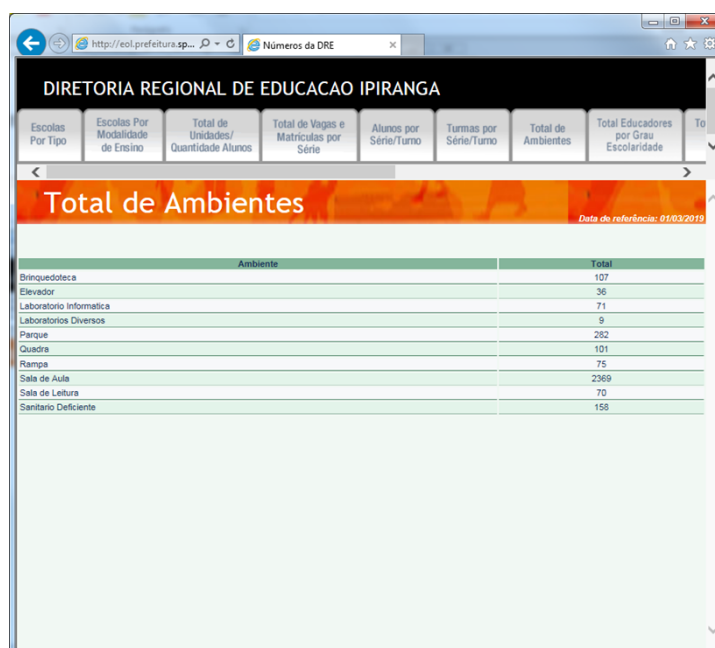 http://eol.prefeitura.sp...
Números da DRE
DIRETORIA REGIONAL DE EDUCACAO IPIRANGA
Escolas
Por Tipo
Escolas Por
Modalidade
de Ensino
Total de
Unidades/
Quantidade Alunos
Total de Vagas e
Matrículas por
Série
Alunos por
Série/Turno
Turmas por
Série/Turno
Total de
Ambientes
Total Educadores
por Grau
Escolaridade
To
Total de Ambientes
Data de referência: 01/03/2019
Ambiente Total
Brinquedoteca 107
Elevador 36
Laboratorio Informatica 71
Laboratorios Diversos 9
Parque 282
Quadra 101
Rampa 75
Sala de Aula 2369
Sala de Leitura 70
Sanitario Deficiente 158